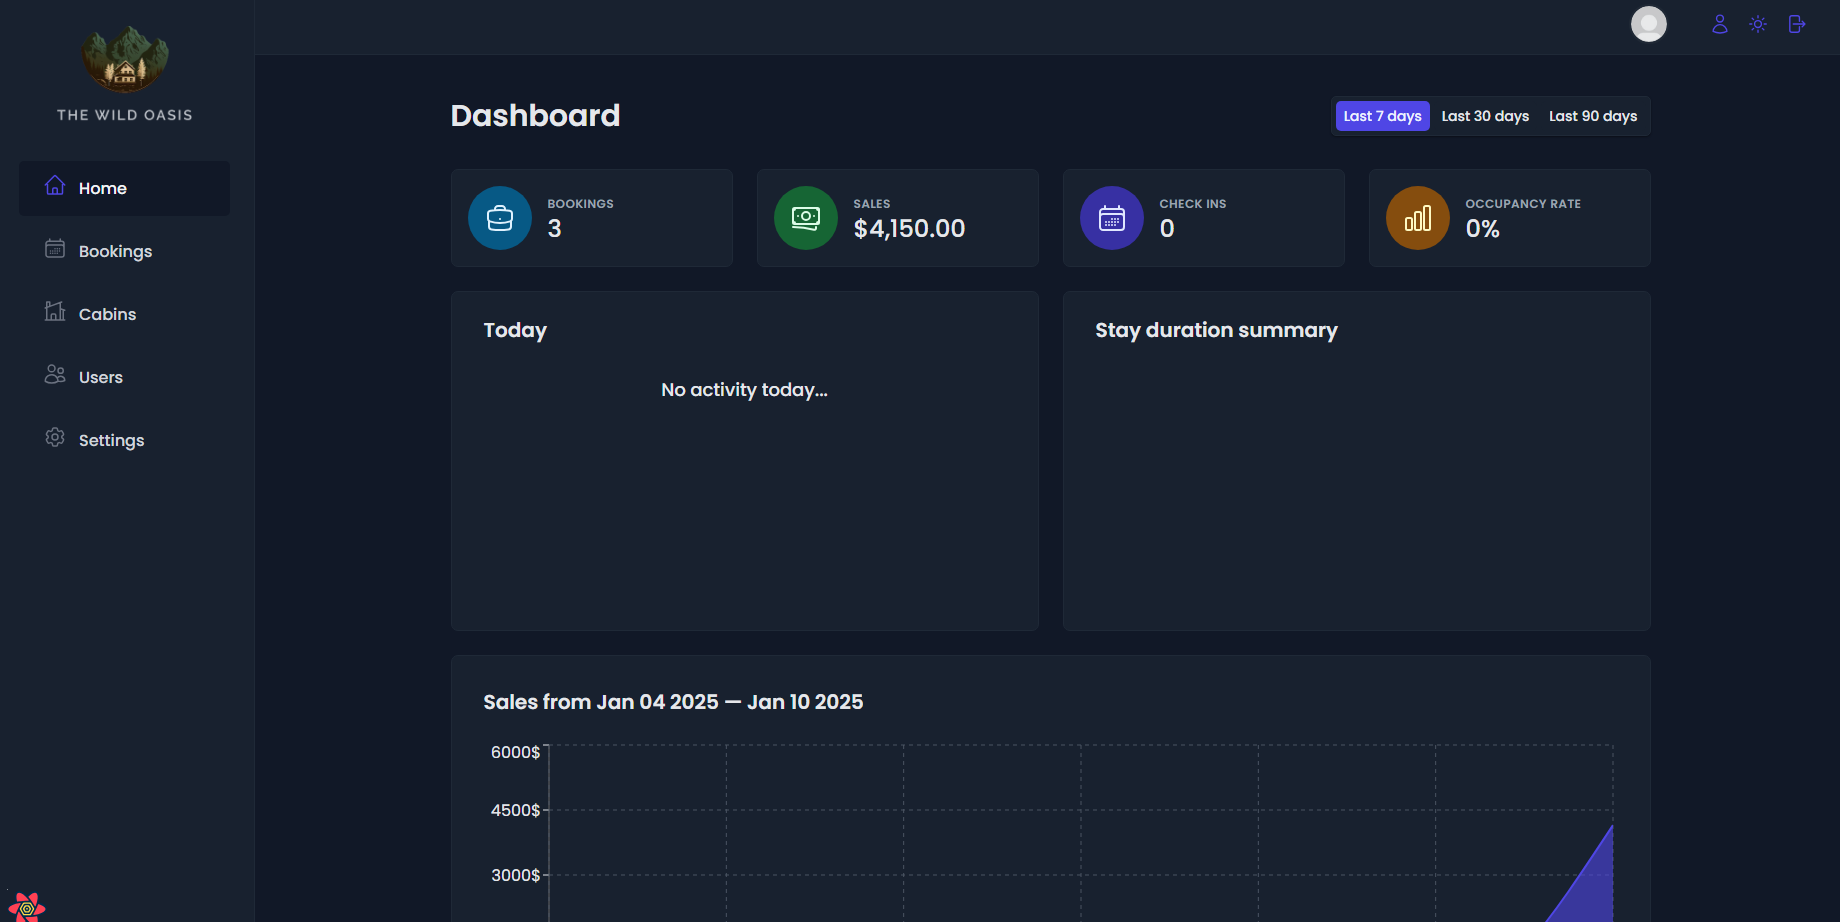 THE WILD OASIS
Home
Bookings
Cabins
Users
Settings
Dashboard
Last 7 days Last 30 days Last 90 days
BOOKINGS
3
SALES
$4,150.00
CHECK INS
0
OCCUPANCY RATE
0%
Today
No activity today...
Stay duration summary
Sales from Jan 04 2025 — Jan 10 2025
6000$
4500$
3000$